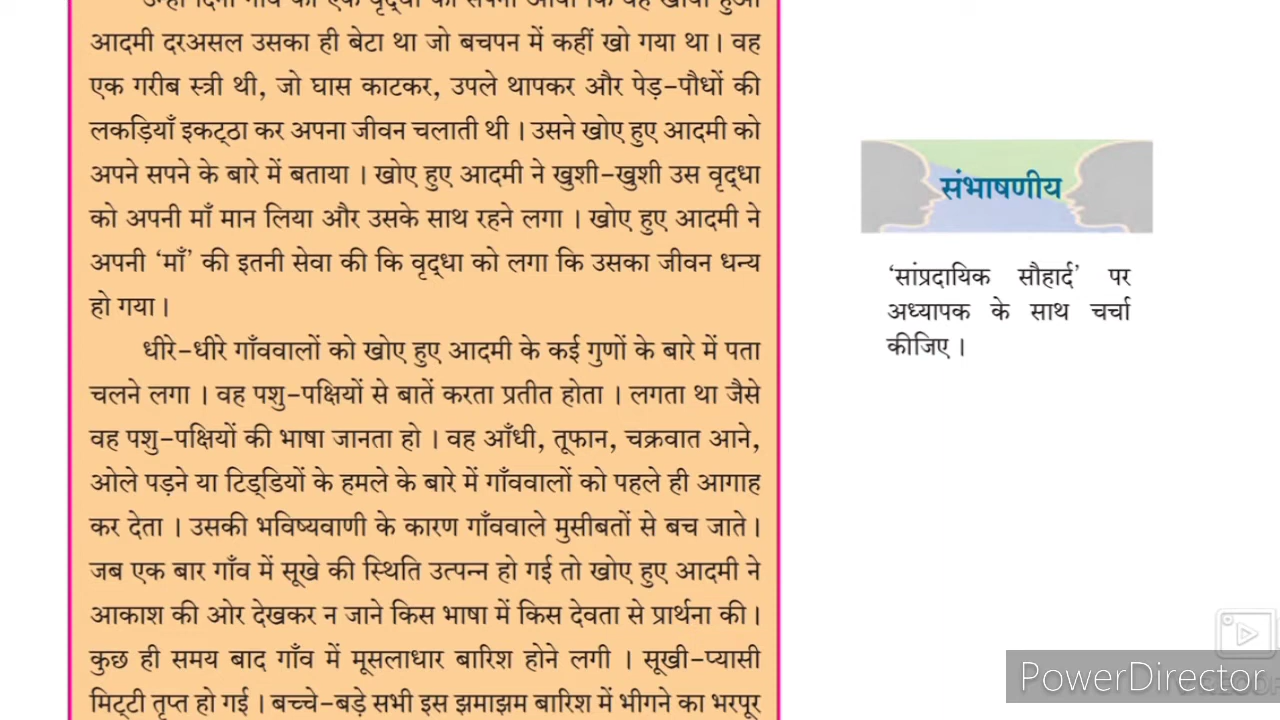 उन्हीं दिनों गाँव की एक वृद्धा को सपना आया कि वह खोया हुआ
आदमी दरअसल उसका ही बेटा था जो बचपन में कहीं खो गया था । वह
एक गरीब स्त्री थी, जो घास काटकर, उपले थापकर और पेड़-पौधों की
लकड़ियाँ इकट्ठा कर अपना जीवन चलाती थी । उसने खोए हुए आदमी को
अपने सपने के बारे में बताया । खोए हुए आदमी ने खुशी-खुशी उस वृद्धा
को अपनी माँ मान लिया और उसके साथ रहने लगा । खोए हुए आदमी ने
अपनी ‘माँ’ की इतनी सेवा की कि वृद्धा को लगा कि उसका जीवन धन्य
हो गया ।
धीरे-धीरे गाँववालों को खोए हुए आदमी के कई गुणों के बारे में पता
चलने लगा । वह पशु-पक्षियों से बातें करता प्रतीत होता । लगता था जैसे
वह पशु-पक्षियों की भाषा जानता हो । वह आँधी, तूफान, चक्रवात आने,
ओले पड़ने या टिड्डियों के हमले के बारे में गाँववालों को पहले ही आगाह
कर देता । उसकी भविष्यवाणी के कारण गाँववाले मुसीबतों से बच जाते ।
जब एक बार गाँव में सूखे की स्थिति उत्पन्न हो गई तो खोए हुए आदमी ने
आकाश की ओर देखकर न जाने किस भाषा में किस देवता से प्रार्थना की ।
कुछ ही समय बाद गाँव में मूसलाधार बारिश होने लगी । सूखी-प्यासी
मिट्टी तृप्त हो गई । बच्चे-बड़े सभी इस झमाझम बारिश में भीगने का भरपूर
संभाषणीय
‘सांप्रदायिक सौहार्द’ पर
अध्यापक के साथ चर्चा
कीजिए ।
PowerDirector